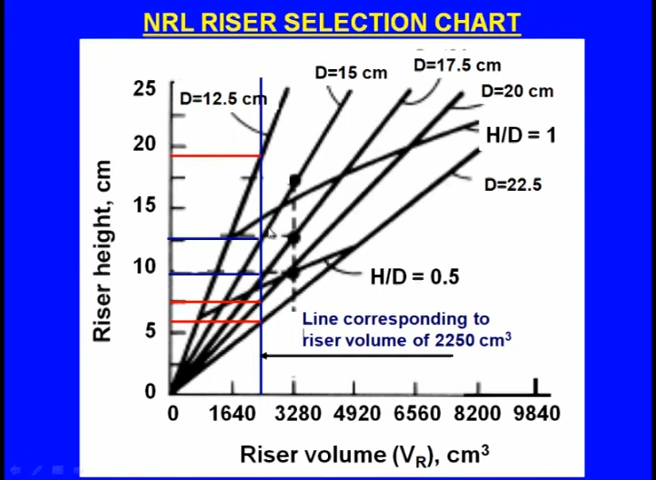 NRL RISER SELECTION CHART
D=12.5 cm
D=15 cm
D=17.5 cm
D=20 cm
H/D = 1
D=22.5
H/D = 0.5
Line corresponding to
riser volume of 2250 cm³
Riser height, cm
25
20
15
10
5
0
0 1640 3280 4920 6560 8200 9840
Riser volume (V_R), cm³